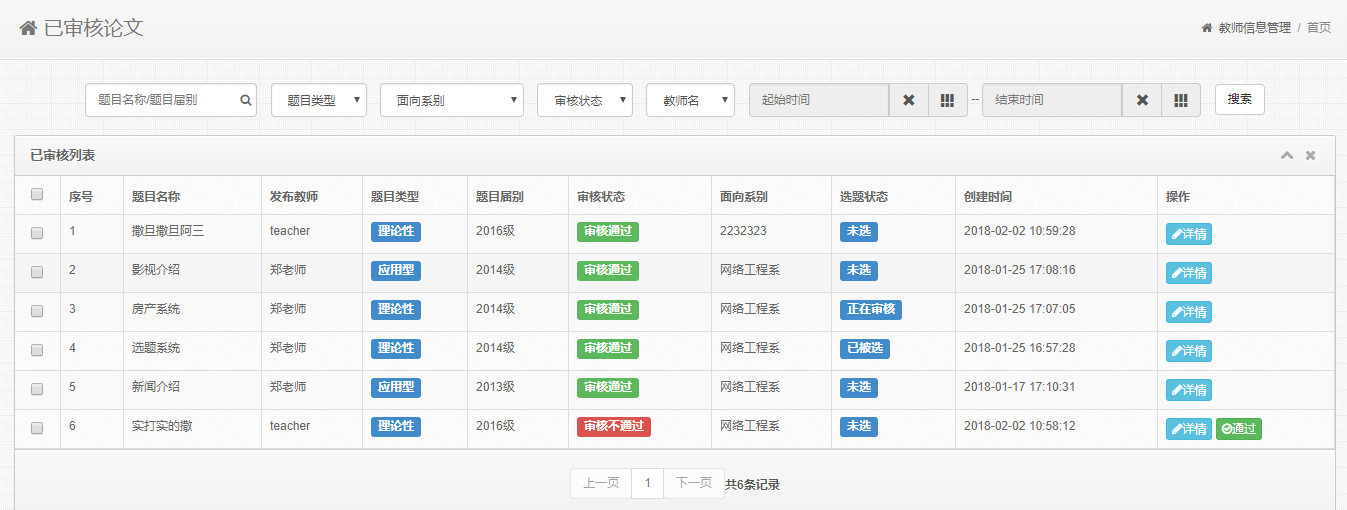 已审核论文
教师信息管理 / 首页
题目名称/题目届别 题目类型 面向系别 审核状态 教师名 起始时间 -- 结束时间 搜索
已审核列表
序号 题目名称 发布教师 题目类型 题目届别 审核状态 面向系别 选题状态 创建时间 操作
1 撒旦撒旦阿三 teacher 理论性 2016级 审核通过 2232323 未选 2018-02-02 10:59:28 详情
2 影视介绍 郑老师 应用型 2014级 审核通过 网络工程系 未选 2018-01-25 17:08:16 详情
3 房产系统 郑老师 理论性 2014级 审核通过 网络工程系 正在审核 2018-01-25 17:07:05 详情
4 选题系统 郑老师 理论性 2014级 审核通过 网络工程系 已被选 2018-01-25 16:57:28 详情
5 新闻介绍 郑老师 应用型 2013级 审核通过 网络工程系 未选 2018-01-17 17:10:31 详情
6 实打实的撒 teacher 理论性 2016级 审核不通过 网络工程系 未选 2018-02-02 10:58:12 详情 通过
上一页 1 下一页 共6条记录